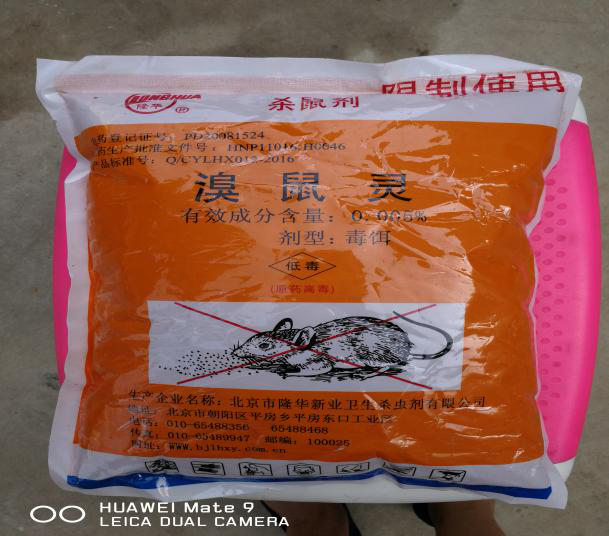 LONGHUA
隆华
®
杀鼠剂
限制使用
农药登记证号：PD20081524
农药生产批准文件号：HNP11016-H0046
产品标准号：Q/CYLHX012-2016
溴鼠灵
有效成分含量：0.005%
剂型：毒饵
低毒
(原药高毒)
生产企业名称：北京市隆华新业卫生杀虫剂有限公司
地址：北京市朝阳区平房乡平房东口工业区
电话：010-65488356 65488468
传真：010-65489947 邮编：100025
网址：www.bjlhxy.com.cn
HUAWEI Mate 9
LEICA DUAL CAMERA